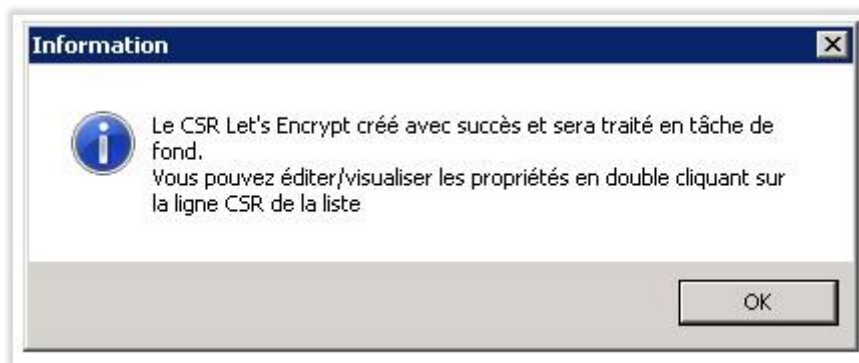 Information
Le CSR Let's Encrypt créé avec succès et sera traité en tâche de
fond.
Vous pouvez éditer/visualiser les propriétés en double cliquant sur
la ligne CSR de la liste
OK